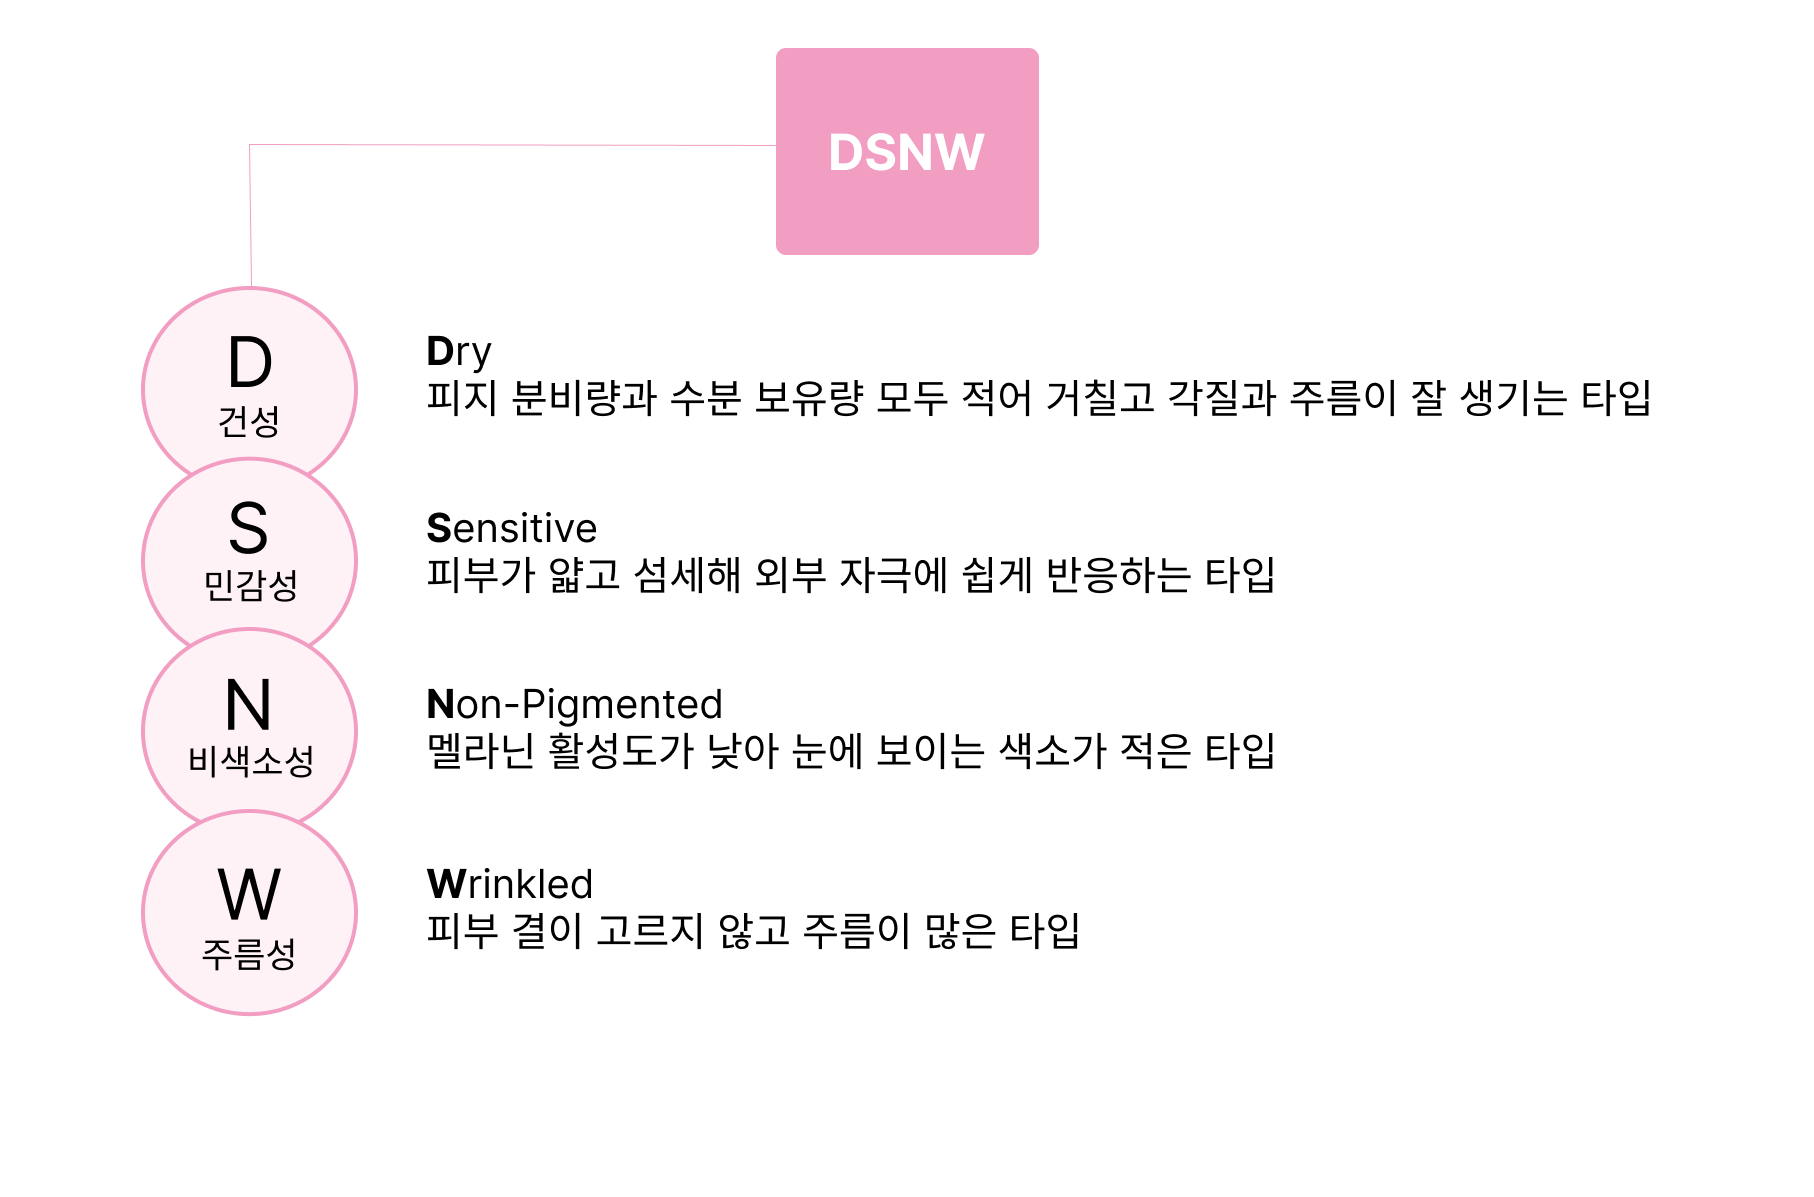 DSNW
D
건성
Dry
피지 분비량과 수분 보유량 모두 적어 거칠고 각질과 주름이 잘 생기는 타입
S
민감성
Sensitive
피부가 얇고 섬세해 외부 자극에 쉽게 반응하는 타입
N
비색소성
Non-Pigmented
멜라닌 활성도가 낮아 눈에 보이는 색소가 적은 타입
W
주름성
Wrinkled
피부 결이 고르지 않고 주름이 많은 타입